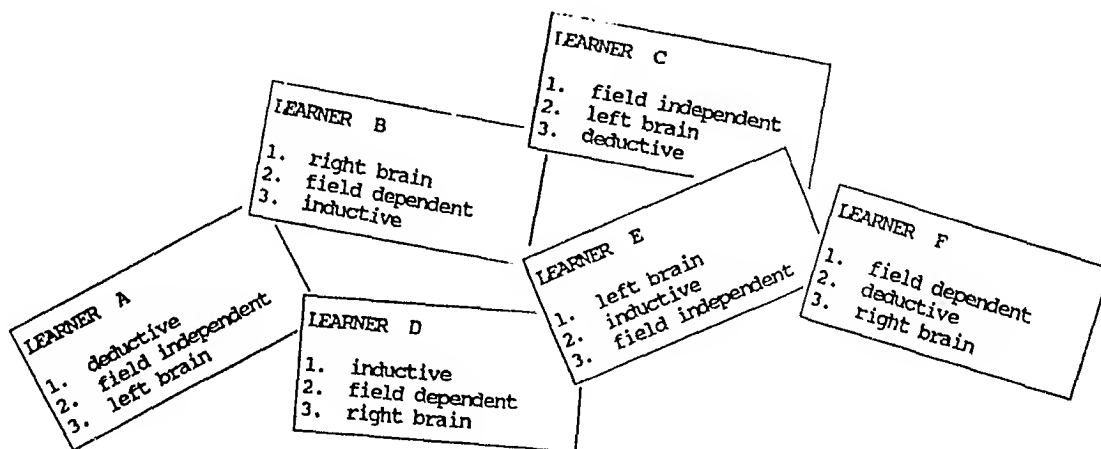 LEARNER A
1. deductive
2. field independent
3. left brain
LEARNER B
1. right brain
2. field dependent
3. inductive
LEARNER C
1. field independent
2. left brain
3. deductive
LEARNER D
1. inductive
2. field dependent
3. right brain
LEARNER E
1. left brain
2. inductive
3. field independent
LEARNER F
1. field dependent
2. deductive
3. right brain